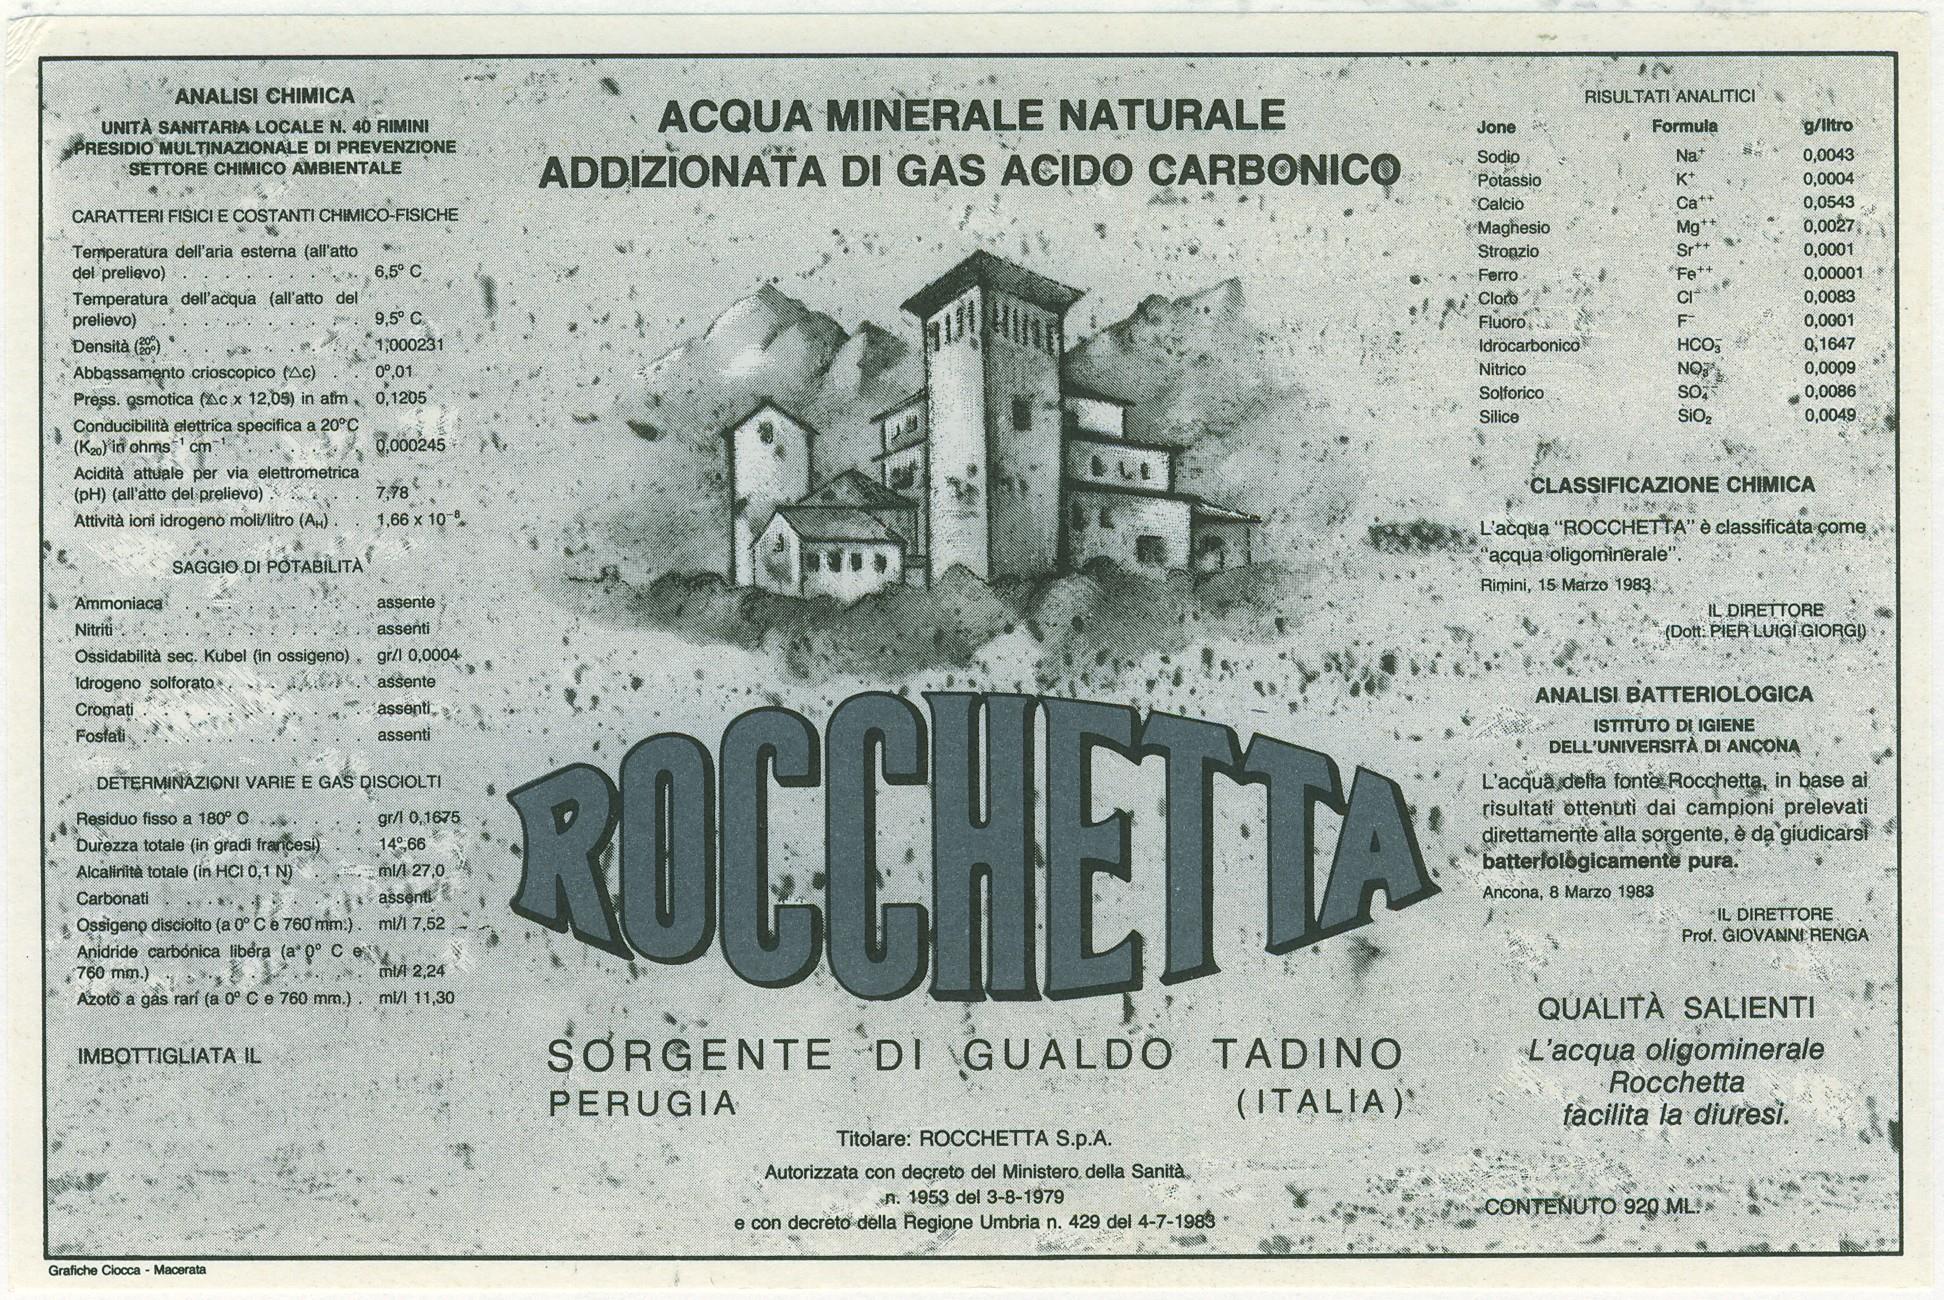 ANALISI CHIMICA
UNITÀ SANITARIA LOCALE N. 40 RIMINI
PRESIDIO MULTINAZIONALE DI PREVENZIONE
SETTORE CHIMICO AMBIENTALE
CARATTERI FISICI E COSTANTI CHIMICO-FISICHE
Temperatura dell'aria esterna (all'atto
del prelievo) . . . . . . . . 6,5° C
Temperatura dell'acqua (all'atto del
prelievo) . . . . . . . . . 9,5° C
Densità (20°/20°) . . . . . . . . 1,000231
Abbassamento crioscopico (△c) . . 0°,01
Press. osmotica (△c x 12,05) in atm . 0,1205
Conducibilità elettrica specifica a 20°C
(K₂₀) in ohms⁻¹ cm⁻¹ . . . . . 0,000245
Acidità attuale per via elettrometrica
(pH) (all'atto del prelievo) . . . . 7,78
Attività ioni idrogeno moli/litro (A_H) . . 1,66 x 10⁻⁸
SAGGIO DI POTABILITÀ
Ammoniaca . . . . . . . . assente
Nitriti . . . . . . . . . . assenti
Ossidabilità sec. Kubel (in ossigeno) . gr/l 0,0004
Idrogeno solforato . . . . . . assente
Cromati . . . . . . . . . assenti
Fosfati . . . . . . . . . assenti
DETERMINAZIONI VARIE E GAS DISCIOLTI
Residuo fisso a 180° C . . . . . gr/l 0,1675
Durezza totale (in gradi francesi) . . 14°,66
Alcalinità totale (in HCl 0,1 N) . . . ml/l 27,0
Carbonati . . . . . . . . assenti
Ossigeno disciolto (a 0° C e 760 mm.) . ml/l 7,52
Anidride carbonica libera (a 0° C e
760 mm.) . . . . . . . . . ml/l 2,24
Azoto a gas rari (a 0° C e 760 mm.) . ml/l 11,30
IMBOTTIGLIATA IL
ACQUA MINERALE NATURALE
ADDIZIONATA DI GAS ACIDO CARBONICO
ROCCHETTA
SORGENTE DI GUALDO TADINO
PERUGIA (ITALIA)
Titolare: ROCCHETTA S.p.A.
Autorizzata con decreto del Ministero della Sanità
n. 1953 del 3-8-1979
e con decreto della Regione Umbria n. 429 del 4-7-1983
RISULTATI ANALITICI
Jone Formula g/litro
Sodio Na⁺ 0,0043
Potassio K⁺ 0,0004
Calcio Ca⁺⁺ 0,0543
Maghesio Mg⁺⁺ 0,0027
Stronzio Sr⁺⁺ 0,0001
Ferro Fe⁺⁺ 0,00001
Cloro Cl⁻ 0,0083
Fluoro F⁻ 0,0001
Idrocarbonico HCO₃⁻ 0,1647
Nitrico NO₃⁻ 0,0009
Solforico SO₄⁻ 0,0086
Silice SiO₂ 0,0049
CLASSIFICAZIONE CHIMICA
L'acqua "ROCCHETTA" è classificata come
"acqua oligominerale".
Rimini, 15 Marzo 1983
IL DIRETTORE
(Dott. PIER LUIGI GIORGI)
ANALISI BATTERIOLOGICA
ISTITUTO DI IGIENE
DELL'UNIVERSITÀ DI ANCONA
L'acqua della fonte Rocchetta, in base ai
risultati ottenuti dai campioni prelevati
direttamente alla sorgente, è da giudicarsi
batteriologicamente pura.
Ancona, 8 Marzo 1983
IL DIRETTORE
Prof. GIOVANNI RENGA
QUALITÀ SALIENTI
L'acqua oligominerale
Rocchetta
facilita la diuresi.
CONTENUTO 920 ML.
Grafiche Ciocca - Macerata